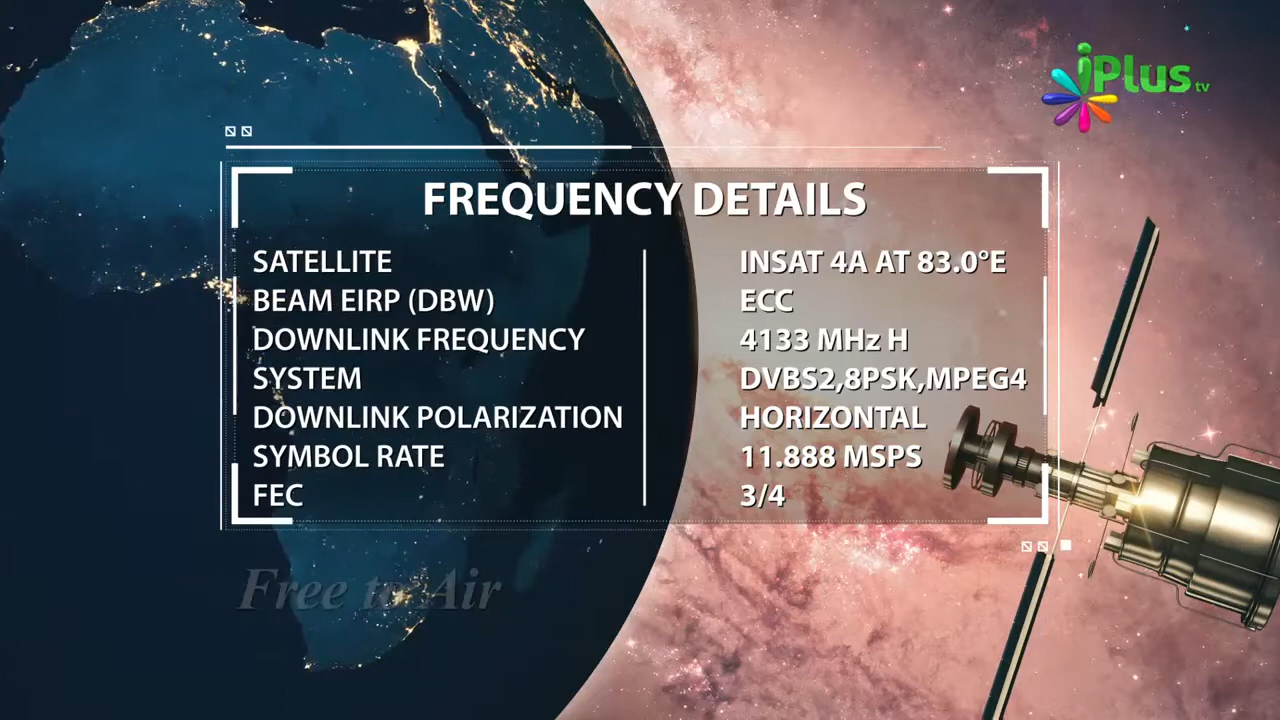 iPlus tv
FREQUENCY DETAILS
SATELLITE INSAT 4A AT 83.0°E
BEAM EIRP (DBW) ECC
DOWNLINK FREQUENCY 4133 MHz H
SYSTEM DVBS2,8PSK,MPEG4
DOWNLINK POLARIZATION HORIZONTAL
SYMBOL RATE 11.888 MSPS
FEC 3/4
Free to Air